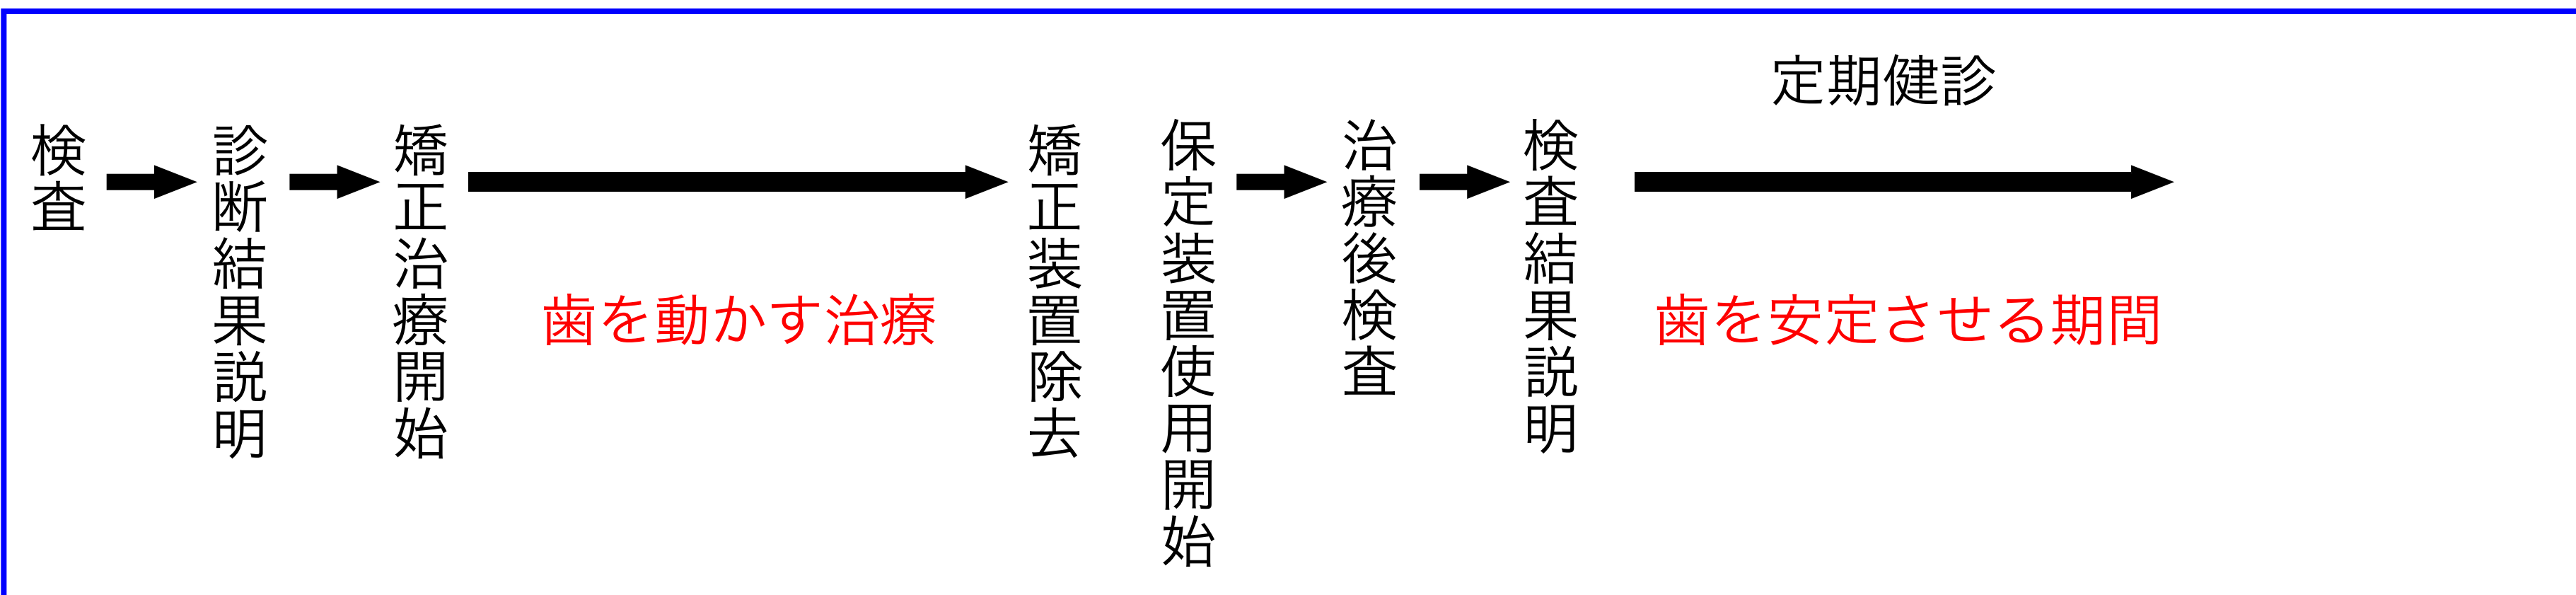 検査
診断結果説明
矯正治療開始
歯を動かす治療
矯正装置除去
保定装置使用開始
治療後検査
検査結果説明
定期健診
歯を安定させる期間